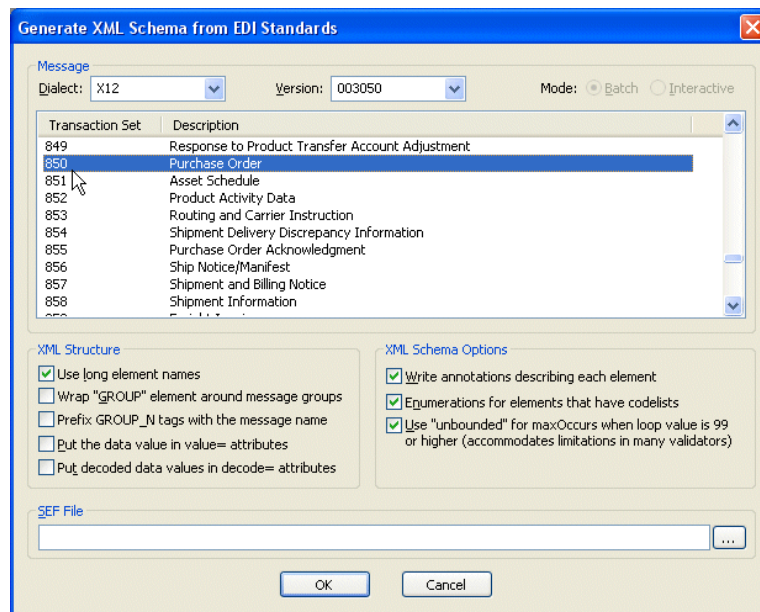 Generate XML Schema from EDI Standards
Message
Dialect: X12 Version: 003050 Mode: Batch Interactive
Transaction Set Description
849 Response to Product Transfer Account Adjustment
850 Purchase Order
851 Asset Schedule
852 Product Activity Data
853 Routing and Carrier Instruction
854 Shipment Delivery Discrepancy Information
855 Purchase Order Acknowledgment
856 Ship Notice/Manifest
857 Shipment and Billing Notice
858 Shipment Information
XML Structure
Use long element names
Wrap "GROUP" element around message groups
Prefix GROUP_N tags with the message name
Put the data value in value= attributes
Put decoded data values in decode= attributes
XML Schema Options
Write annotations describing each element
Enumerations for elements that have codelists
Use "unbounded" for maxOccurs when loop value is 99
or higher (accommodates limitations in many validators)
SEF File
...
OK Cancel